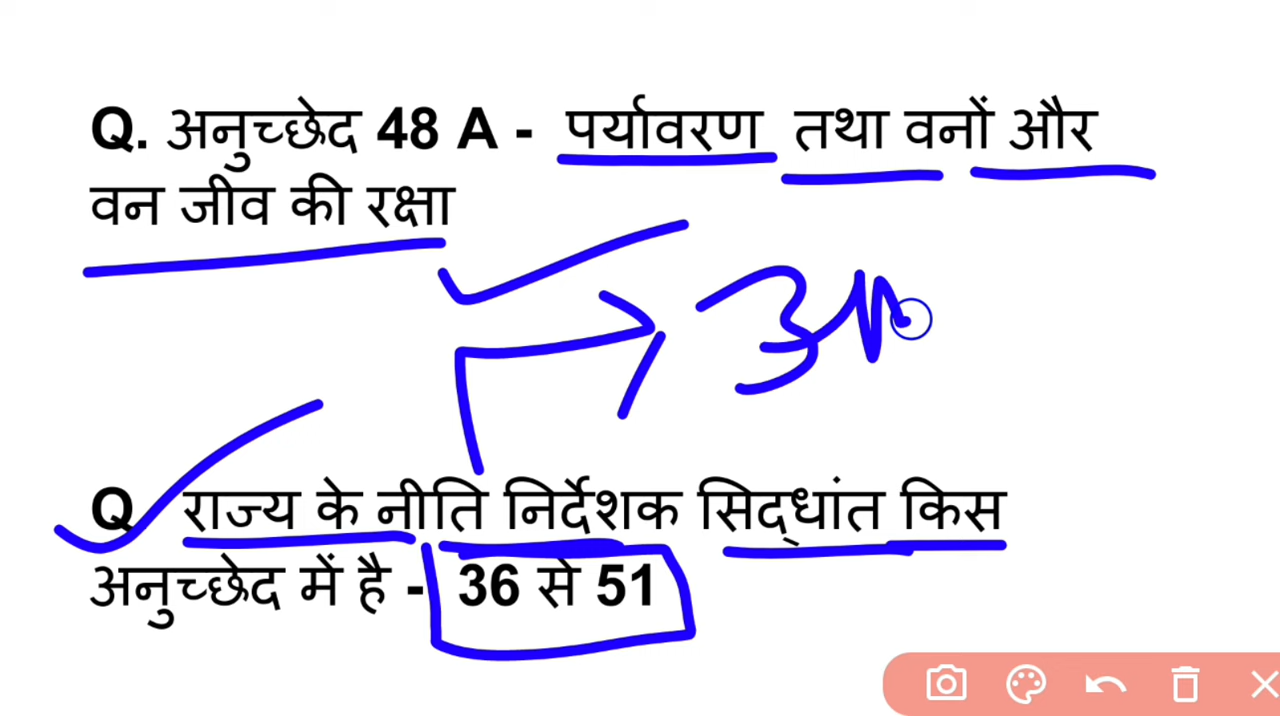 Q. अनुच्छेद 48 A - पर्यावरण तथा वनों और
वन जीव की रक्षा
Q राज्य के नीति निर्देशक सिद्धांत किस
अनुच्छेद में है - 36 से 51